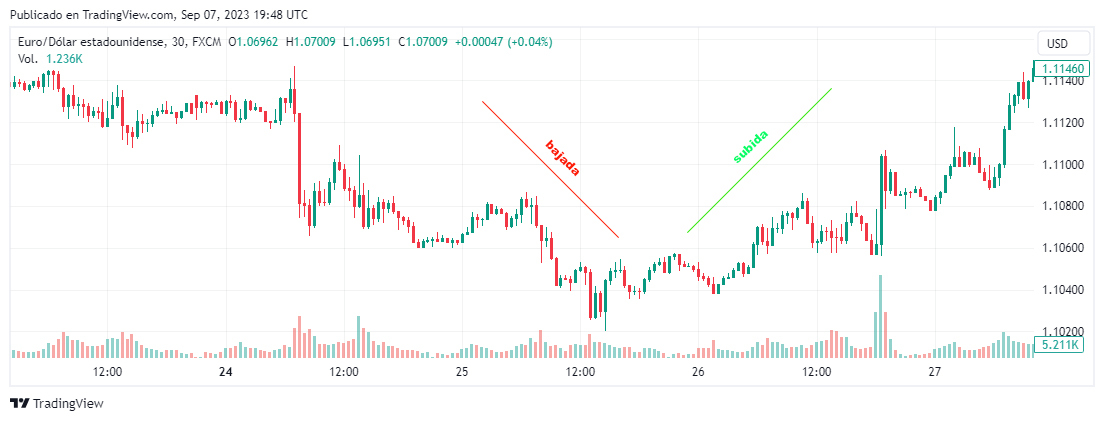 Publicado en TradingView.com, Sep 07, 2023 19:48 UTC
Euro/Dólar estadounidense, 30, FXCM O1.06962 H1.07009 L1.06951 C1.07009 +0.00047 (+0.04%)
USD
Vol. 1.236K
1.11460
1.11400
1.11200
bajada
subida
1.11000
1.10800
1.10600
1.10400
1.10200
5.211K
12:00 24 12:00 25 12:00 26 12:00 27
TradingView